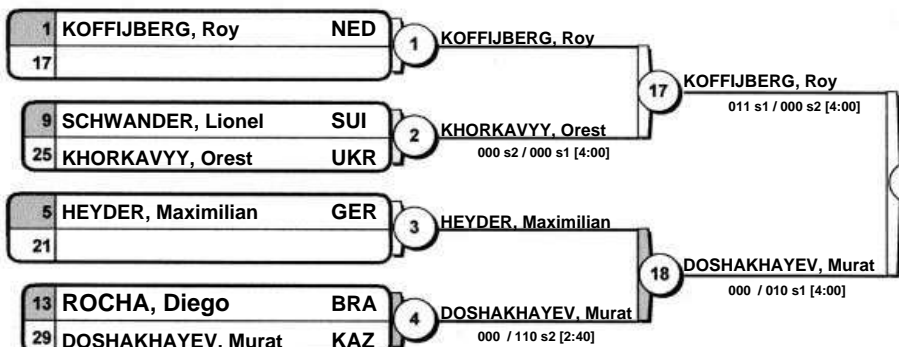 1 KOFFIJBERG, Roy NED
17
9 SCHWANDER, Lionel SUI
25 KHORKAVYY, Orest UKR
5 HEYDER, Maximilian GER
21
13 ROCHA, Diego BRA
29 DOSHAKHAYEV, Murat KAZ
1 KOFFIJBERG, Roy
2 KHORKAVYY, Orest
000 s2 / 000 s1 [4:00]
3 HEYDER, Maximilian
4 DOSHAKHAYEV, Murat
000 / 110 s2 [2:40]
17 KOFFIJBERG, Roy
011 s1 / 000 s2 [4:00]
18 DOSHAKHAYEV, Murat
000 / 010 s1 [4:00]